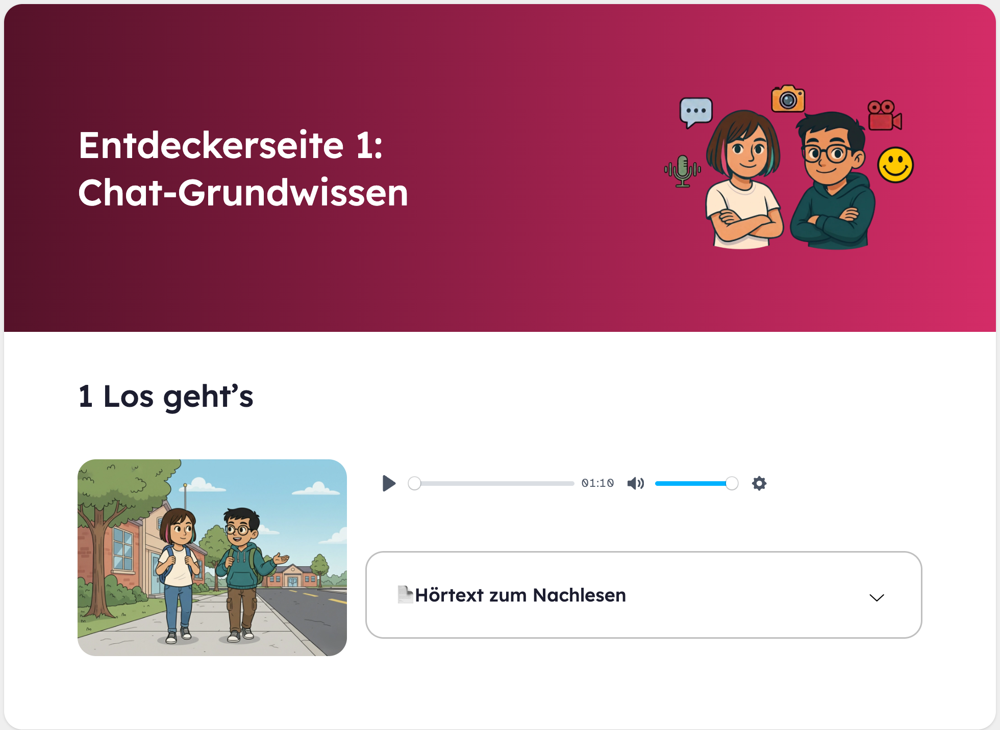 Entdeckerseite 1:
Chat-Grundwissen
1 Los geht’s
01:10
Hörtext zum Nachlesen